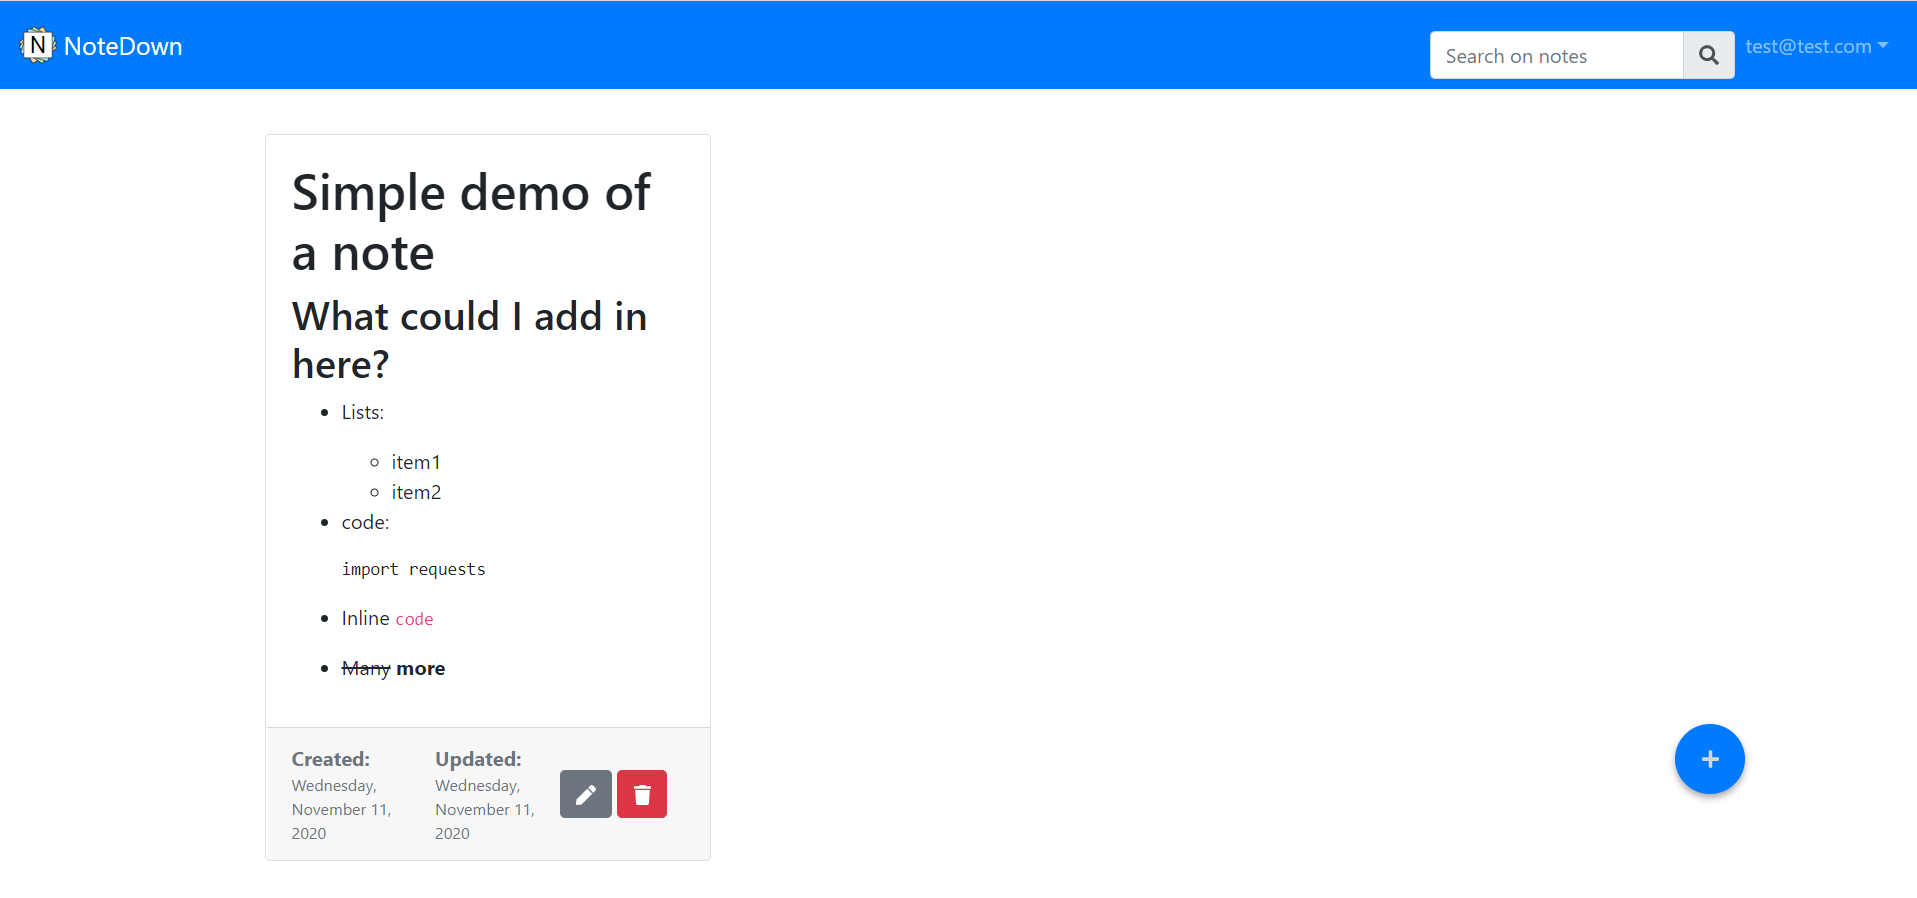 N NoteDown
Search on notes
test@test.com
Simple demo of
a note
What could I add in
here?
Lists:
item1
item2
code:
import requests
Inline code
Many more
Created:
Wednesday,
November 11,
2020
Updated:
Wednesday,
November 11,
2020